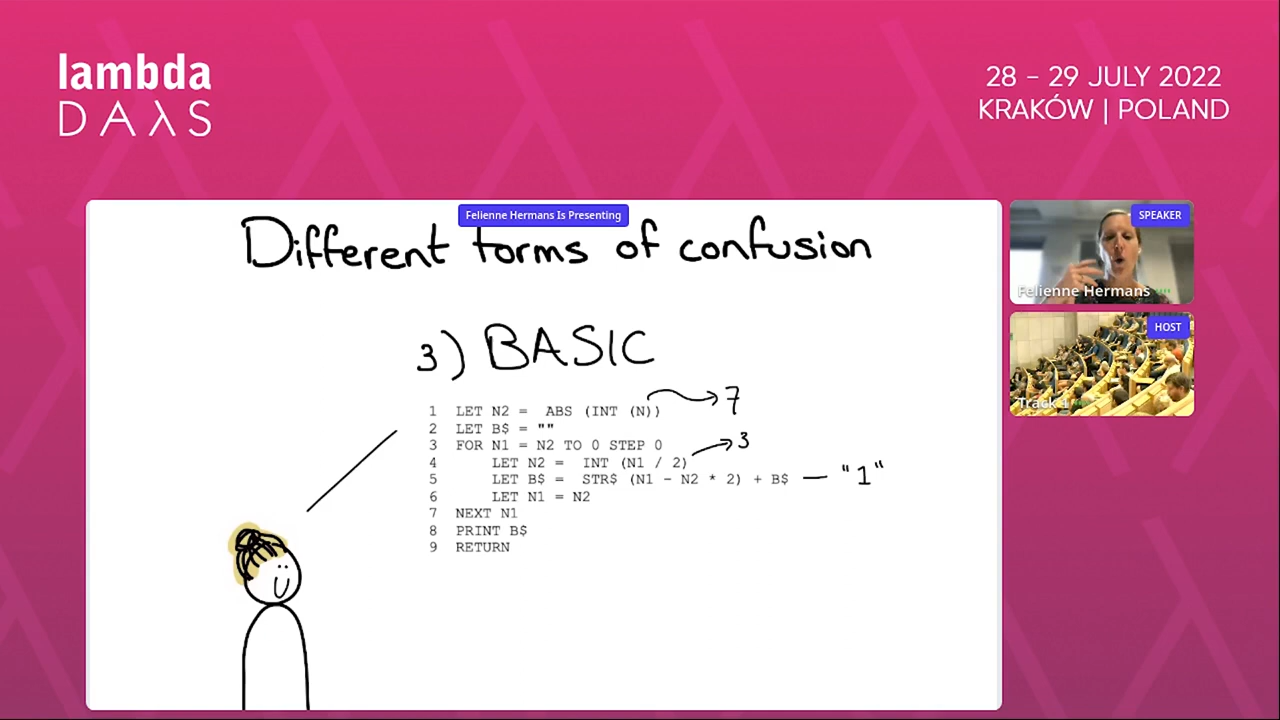 lambda
DAλS
28 – 29 JULY 2022
KRAKÓW | POLAND
Felienne Hermans Is Presenting
Different forms of confusion
3) BASIC
1 LET N2 = ABS (INT (N)) 7
2 LET B$ = ""
3 FOR N1 = N2 TO 0 STEP 0
4 LET N2 = INT (N1 / 2) 3
5 LET B$ = STR$ (N1 - N2 * 2) + B$ — "1"
6 LET N1 = N2
7 NEXT N1
8 PRINT B$
9 RETURN
SPEAKER
Felienne Hermans
HOST
Track 1